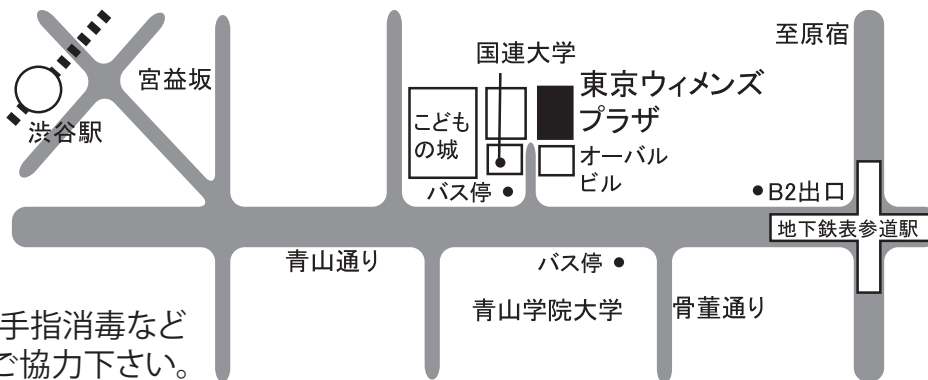 至原宿
国連大学
宮益坂
東京ウィメンズ
プラザ
こども
の城
渋谷駅
オーバル
ビル
バス停
B2出口
地下鉄表参道駅
青山通り
バス停
青山学院大学
骨董通り
手指消毒など
ご協力下さい。